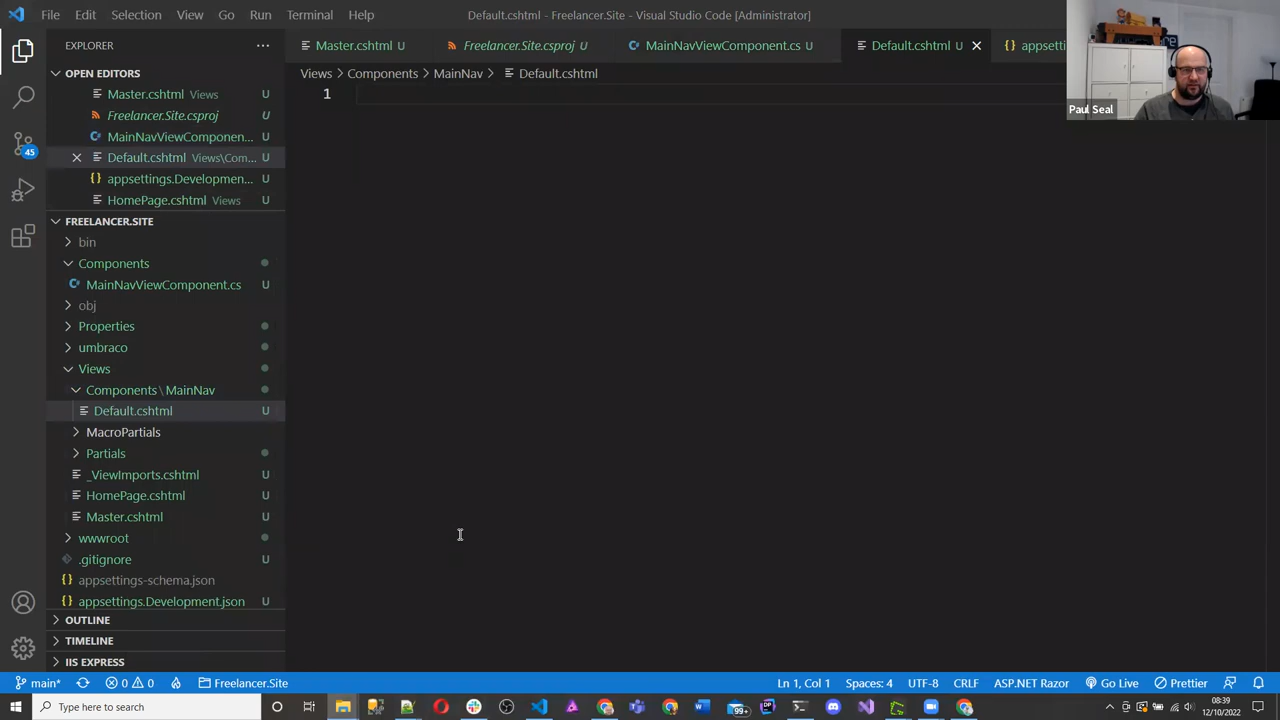 File Edit Selection View Go Run Terminal Help
Default.cshtml - Freelancer.Site - Visual Studio Code [Administrator]
EXPLORER
Master.cshtml U
Freelancer.Site.csproj U
MainNavViewComponent.cs U
Default.cshtml U
appsetti
OPEN EDITORS
Views > Components > MainNav > Default.cshtml
Master.cshtml Views U
Freelancer.Site.csproj U
MainNavViewComponen... U
Default.cshtml Views\Com... U
appsettings.Developmen... U
HomePage.cshtml Views U
1
Paul Seal
45
FREELANCER.SITE
bin
Components
MainNavViewComponent.cs U
obj
Properties
umbraco
Views
Components \ MainNav
Default.cshtml U
MacroPartials
Partials
_ViewImports.cshtml U
HomePage.cshtml U
Master.cshtml U
wwwroot
.gitignore U
appsettings-schema.json
appsettings.Development.json U
OUTLINE
TIMELINE
IIS EXPRESS
main* 0 0 Freelancer.Site Ln 1, Col 1 Spaces: 4 UTF-8 CRLF ASP.NET Razor Go Live Prettier
Type here to search
99+
08:39
12/10/2022